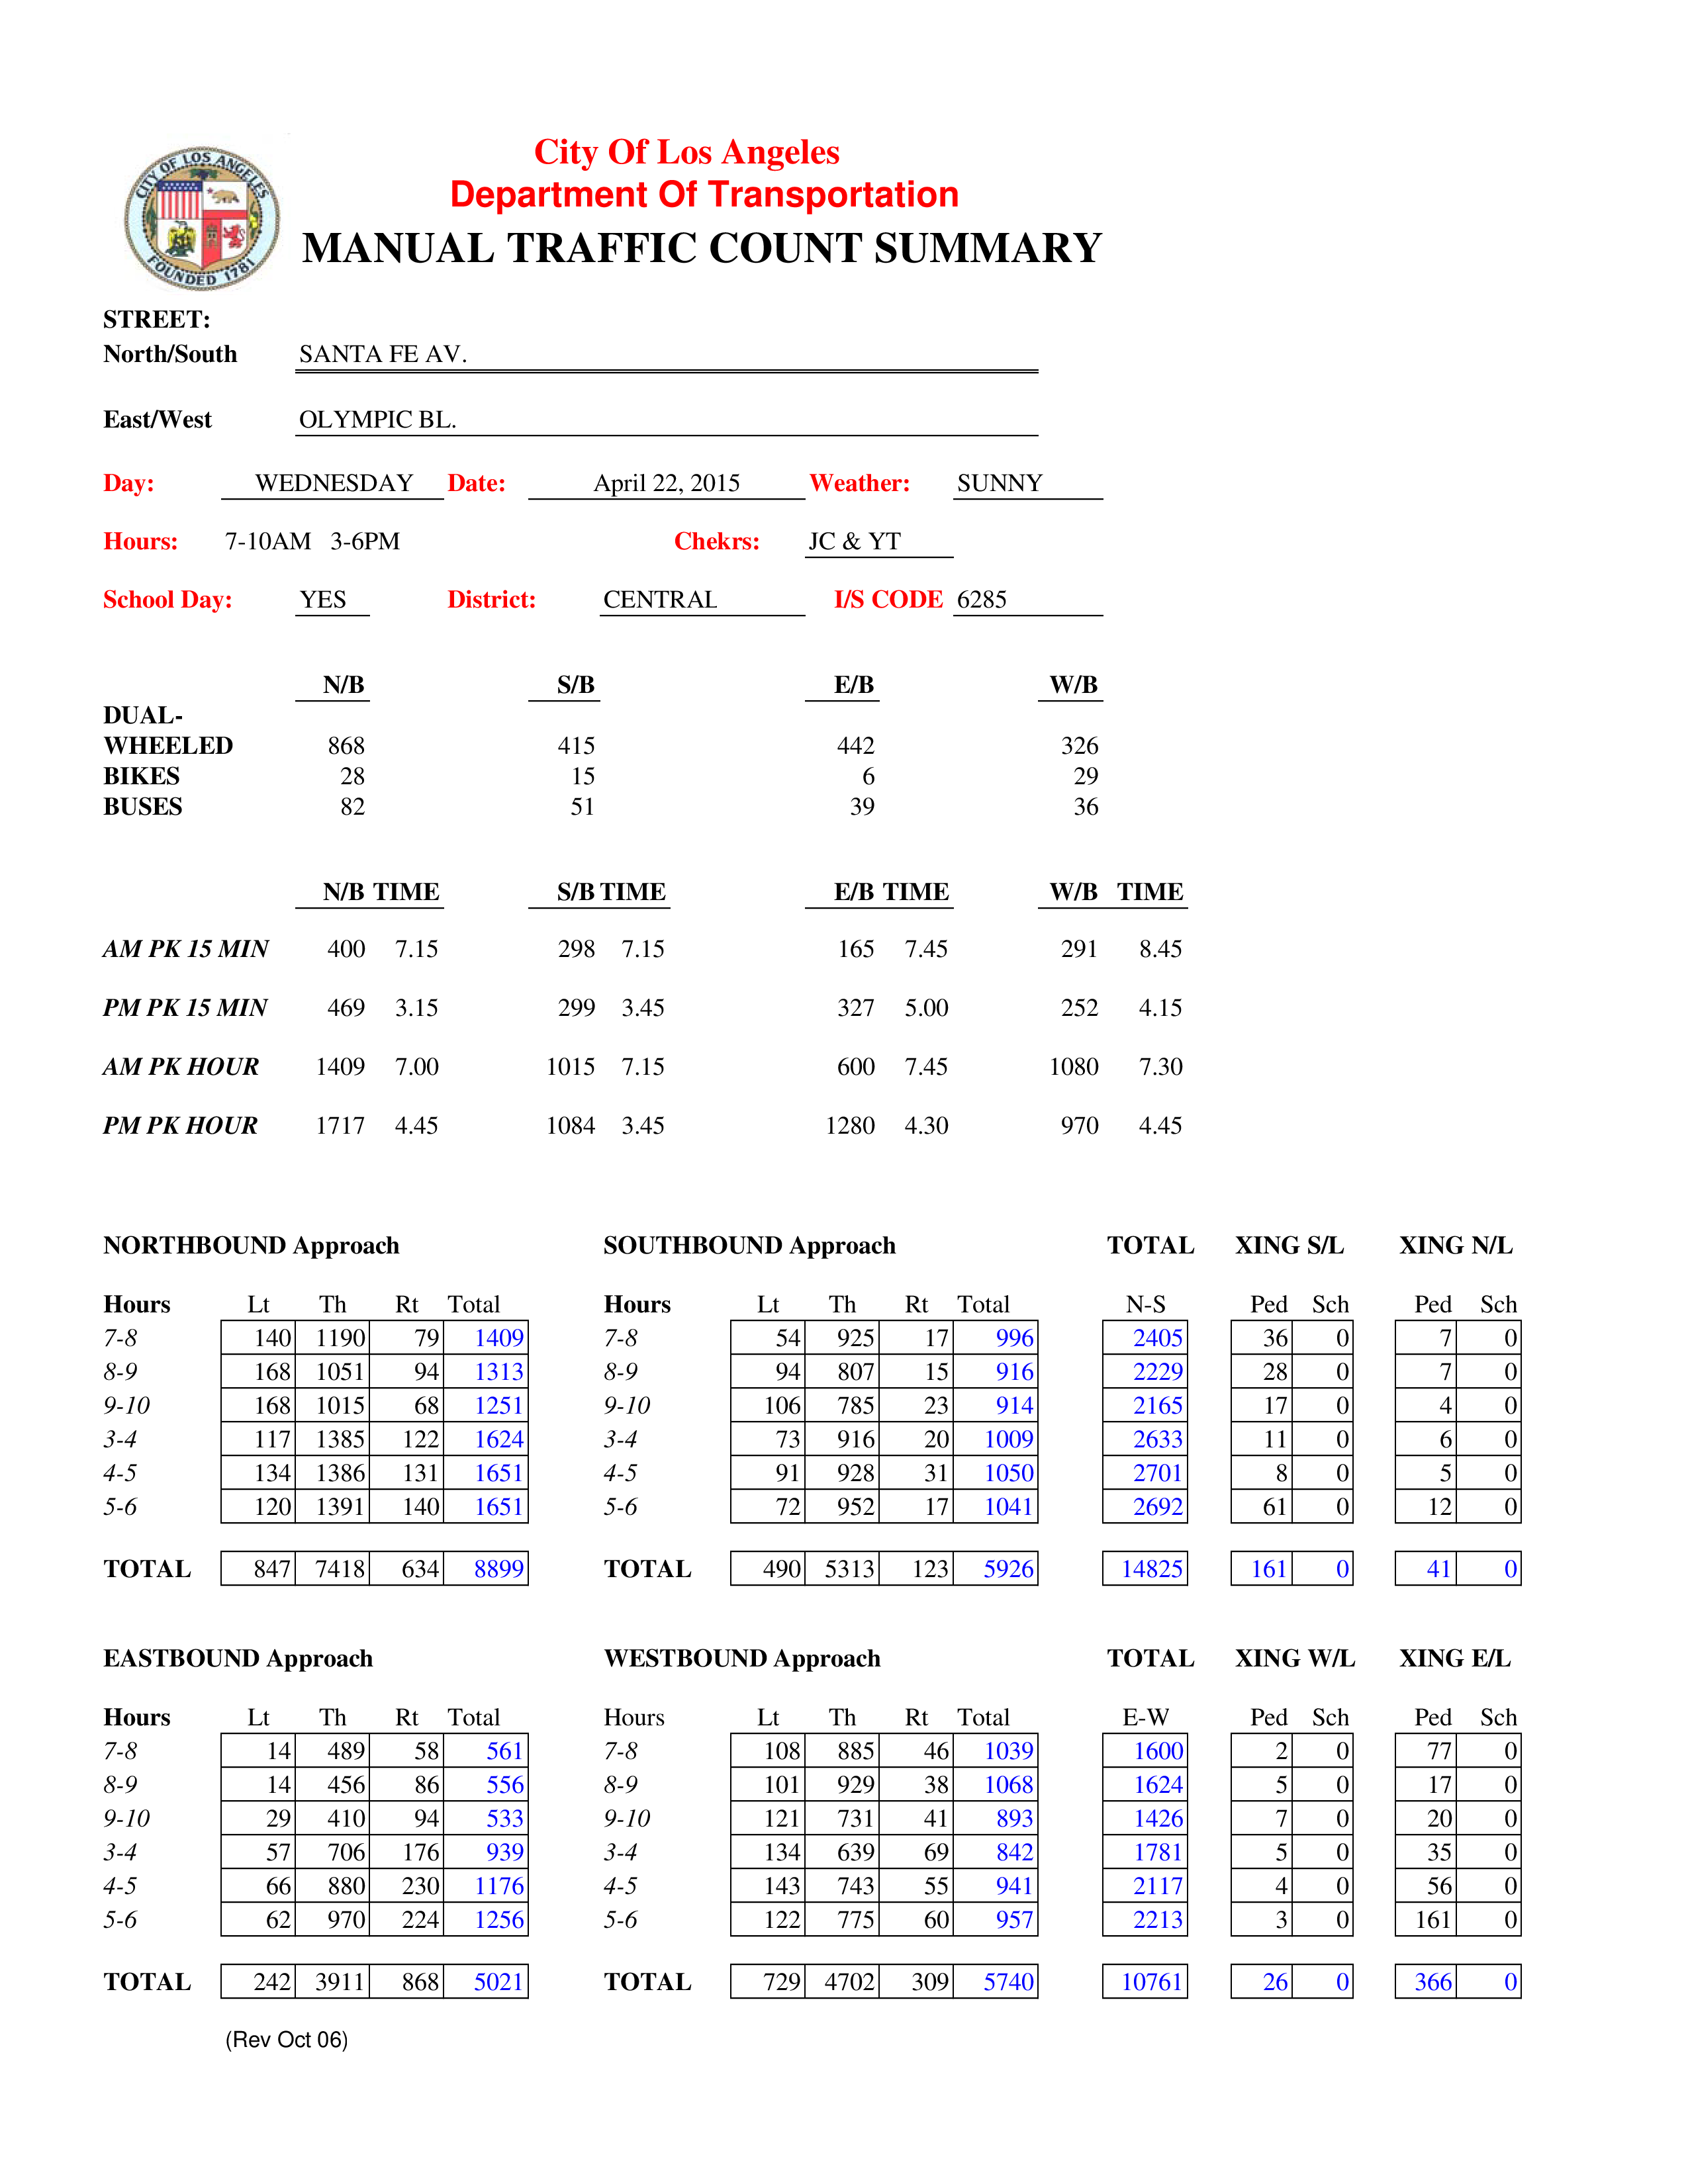 CITY OF LOS ANGELES
FOUNDED 1781
City Of Los Angeles
Department Of Transportation
MANUAL TRAFFIC COUNT SUMMARY
STREET:
North/South SANTA FE AV.
East/West OLYMPIC BL.
Day: WEDNESDAY Date: April 22, 2015 Weather: SUNNY
Hours: 7-10AM 3-6PM Chekrs: JC & YT
School Day: YES District: CENTRAL I/S CODE 6285
N/B S/B E/B W/B
DUAL-
WHEELED 868 415 442 326
BIKES 28 15 6 29
BUSES 82 51 39 36
N/B TIME S/B TIME E/B TIME W/B TIME
AM PK 15 MIN 400 7.15 298 7.15 165 7.45 291 8.45
PM PK 15 MIN 469 3.15 299 3.45 327 5.00 252 4.15
AM PK HOUR 1409 7.00 1015 7.15 600 7.45 1080 7.30
PM PK HOUR 1717 4.45 1084 3.45 1280 4.30 970 4.45
NORTHBOUND Approach SOUTHBOUND Approach TOTAL XING S/L XING N/L
Hours Lt Th Rt Total Hours Lt Th Rt Total N-S Ped Sch Ped Sch
7-8 140 1190 79 1409 7-8 54 925 17 996 2405 36 0 7 0
8-9 168 1051 94 1313 8-9 94 807 15 916 2229 28 0 7 0
9-10 168 1015 68 1251 9-10 106 785 23 914 2165 17 0 4 0
3-4 117 1385 122 1624 3-4 73 916 20 1009 2633 11 0 6 0
4-5 134 1386 131 1651 4-5 91 928 31 1050 2701 8 0 5 0
5-6 120 1391 140 1651 5-6 72 952 17 1041 2692 61 0 12 0
TOTAL 847 7418 634 8899 TOTAL 490 5313 123 5926 14825 161 0 41 0
EASTBOUND Approach WESTBOUND Approach TOTAL XING W/L XING E/L
Hours Lt Th Rt Total Hours Lt Th Rt Total E-W Ped Sch Ped Sch
7-8 14 489 58 561 7-8 108 885 46 1039 1600 2 0 77 0
8-9 14 456 86 556 8-9 101 929 38 1068 1624 5 0 17 0
9-10 29 410 94 533 9-10 121 731 41 893 1426 7 0 20 0
3-4 57 706 176 939 3-4 134 639 69 842 1781 5 0 35 0
4-5 66 880 230 1176 4-5 143 743 55 941 2117 4 0 56 0
5-6 62 970 224 1256 5-6 122 775 60 957 2213 3 0 161 0
TOTAL 242 3911 868 5021 TOTAL 729 4702 309 5740 10761 26 0 366 0
(Rev Oct 06)